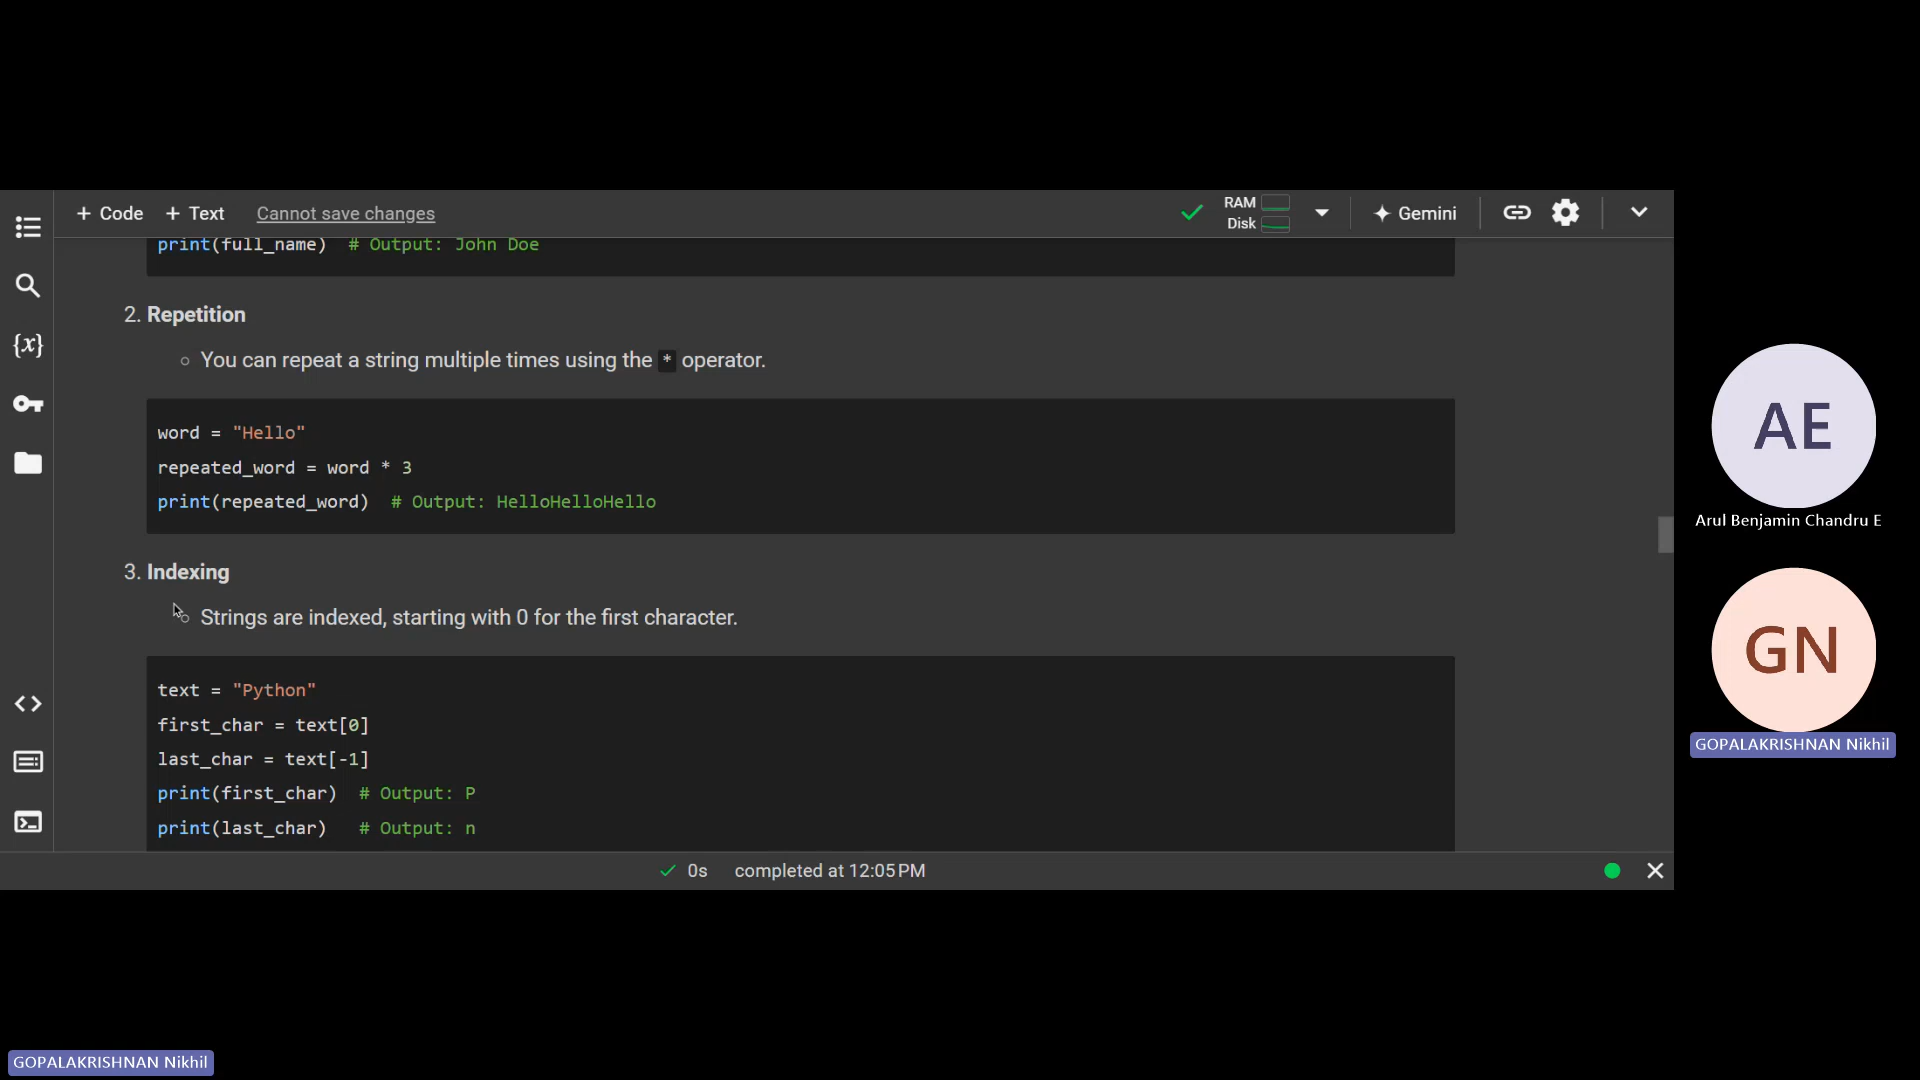 + Code + Text Cannot save changes RAM Disk Gemini
print(full_name)  # Output: John Doe
2. Repetition
You can repeat a string multiple times using the * operator.
word = "Hello"
repeated_word = word * 3
print(repeated_word)  # Output: HelloHelloHello
3. Indexing
Strings are indexed, starting with 0 for the first character.
text = "Python"
first_char = text[0]
last_char = text[-1]
print(first_char)  # Output: P
print(last_char)   # Output: n
0s completed at 12:05 PM
{x}
AE
Arul Benjamin Chandru E
GN
GOPALAKRISHNAN Nikhil
GOPALAKRISHNAN Nikhil